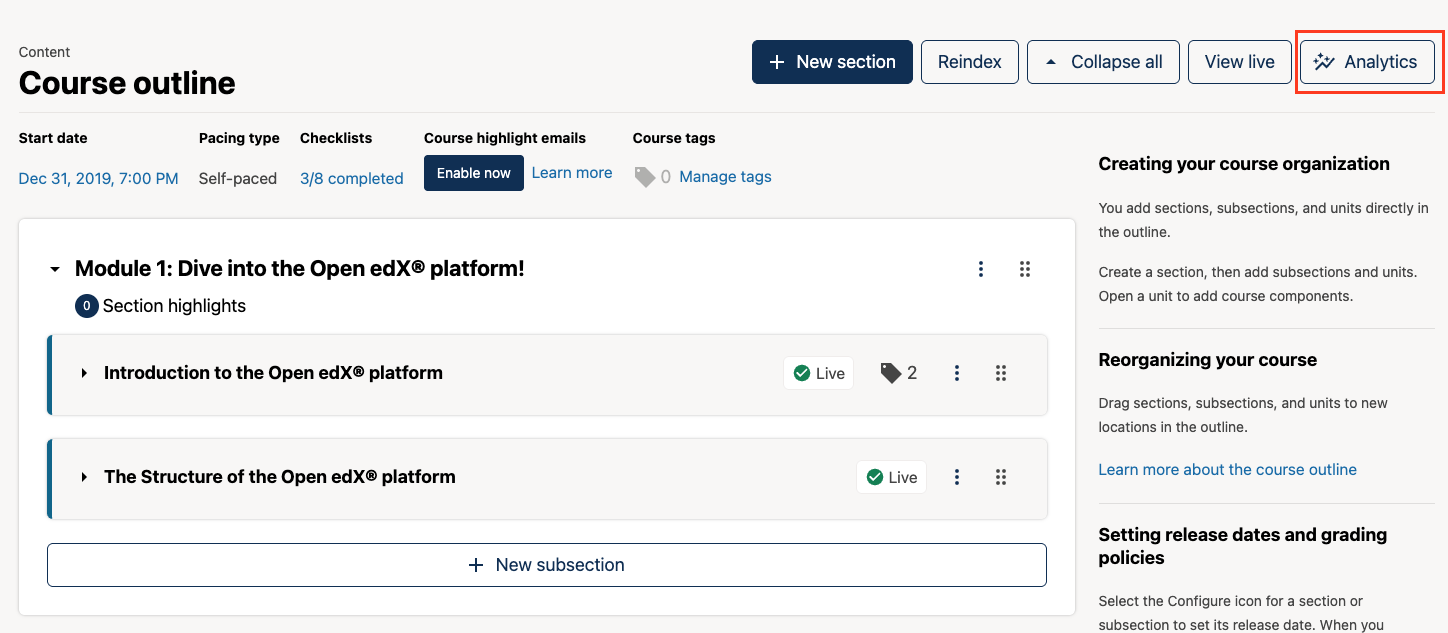 Content
Course outline
New section
Reindex
Collapse all
View live
Analytics
Start date
Pacing type
Checklists
Course highlight emails
Course tags
Dec 31, 2019, 7:00 PM
Self-paced
3/8 completed
Enable now
Learn more
0
Manage tags
Module 1: Dive into the Open edX® platform!
0 Section highlights
Introduction to the Open edX® platform
Live
2
The Structure of the Open edX® platform
Live
New subsection
Creating your course organization
You add sections, subsections, and units directly in
the outline.
Create a section, then add subsections and units.
Open a unit to add course components.
Reorganizing your course
Drag sections, subsections, and units to new
locations in the outline.
Learn more about the course outline
Setting release dates and grading
policies
Select the Configure icon for a section or
subsection to set its release date. When you